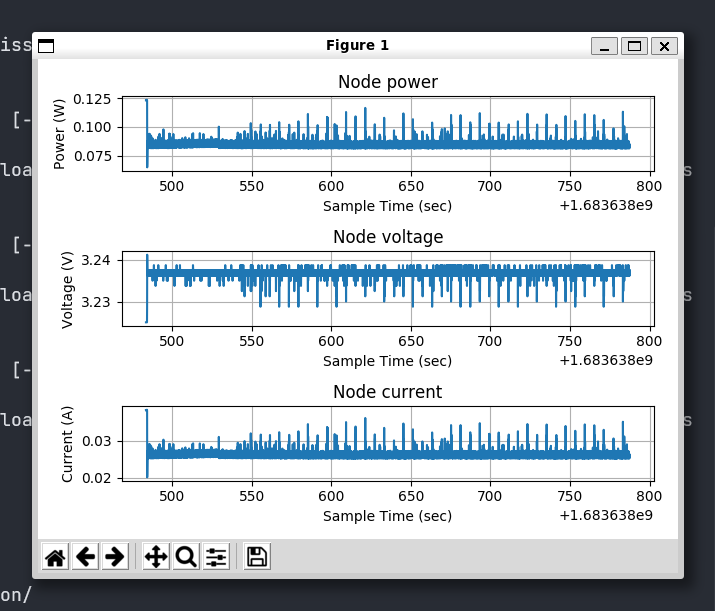 Figure 1
iss
[-
loa
s
[-
loa
s
[-
loa
s
on/
Node power
0.125
0.100
0.075
Power (W)
500 550 600 650 700 750 800
Sample Time (sec)
+1.683638e9
Node voltage
3.24
3.23
Voltage (V)
500 550 600 650 700 750 800
Sample Time (sec)
+1.683638e9
Node current
0.03
0.02
Current (A)
500 550 600 650 700 750 800
Sample Time (sec)
+1.683638e9